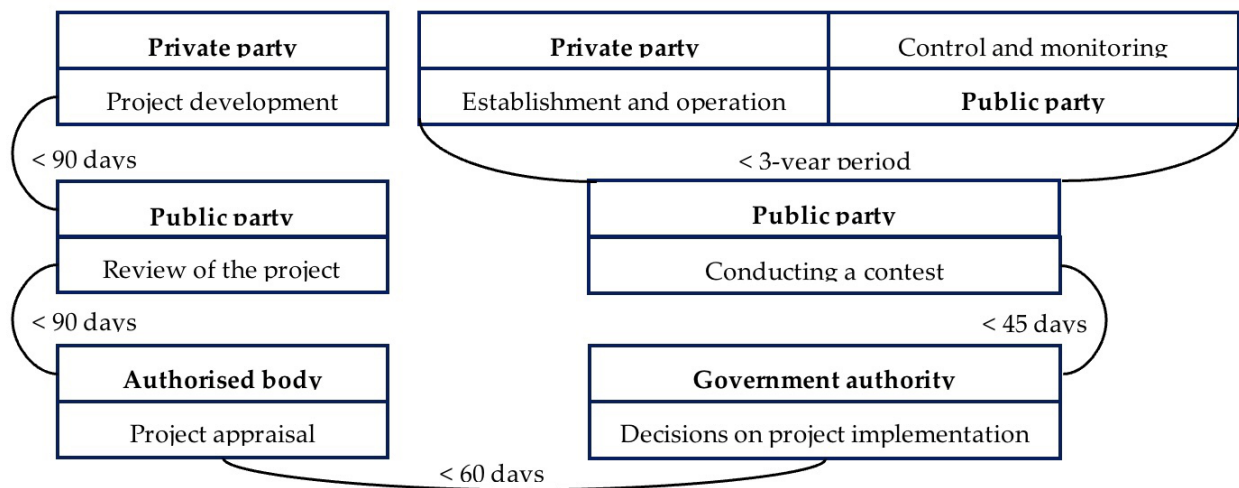 Private party
Project development
< 90 days
Public party
Review of the project
< 90 days
Authorised body
Project appraisal
< 60 days
Private party
Control and monitoring
Establishment and operation
Public party
< 3-year period
Public party
Conducting a contest
< 45 days
Government authority
Decisions on project implementation